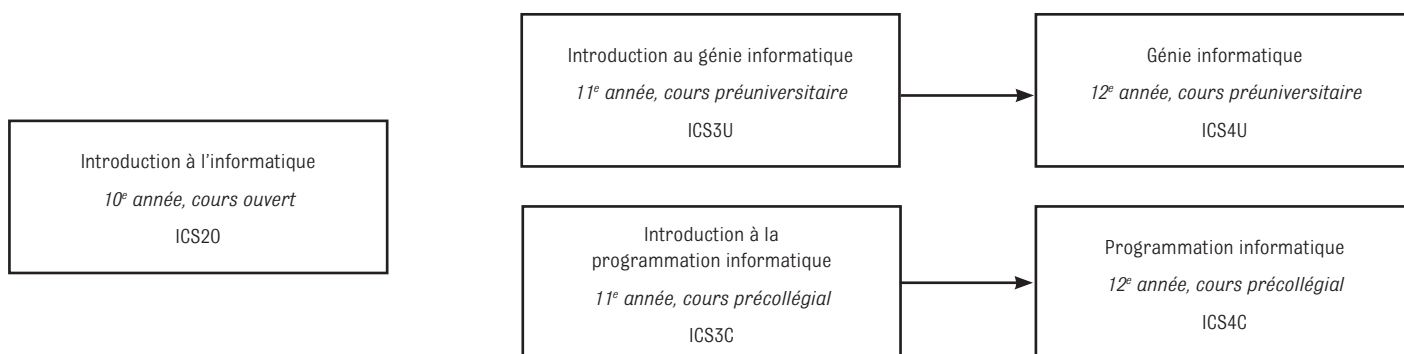 Introduction à l'informatique
10e année, cours ouvert
ICS2O
Introduction au génie informatique
11e année, cours préuniversitaire
ICS3U
Génie informatique
12e année, cours préuniversitaire
ICS4U
Introduction à la
programmation informatique
11e année, cours précollégial
ICS3C
Programmation informatique
12e année, cours précollégial
ICS4C